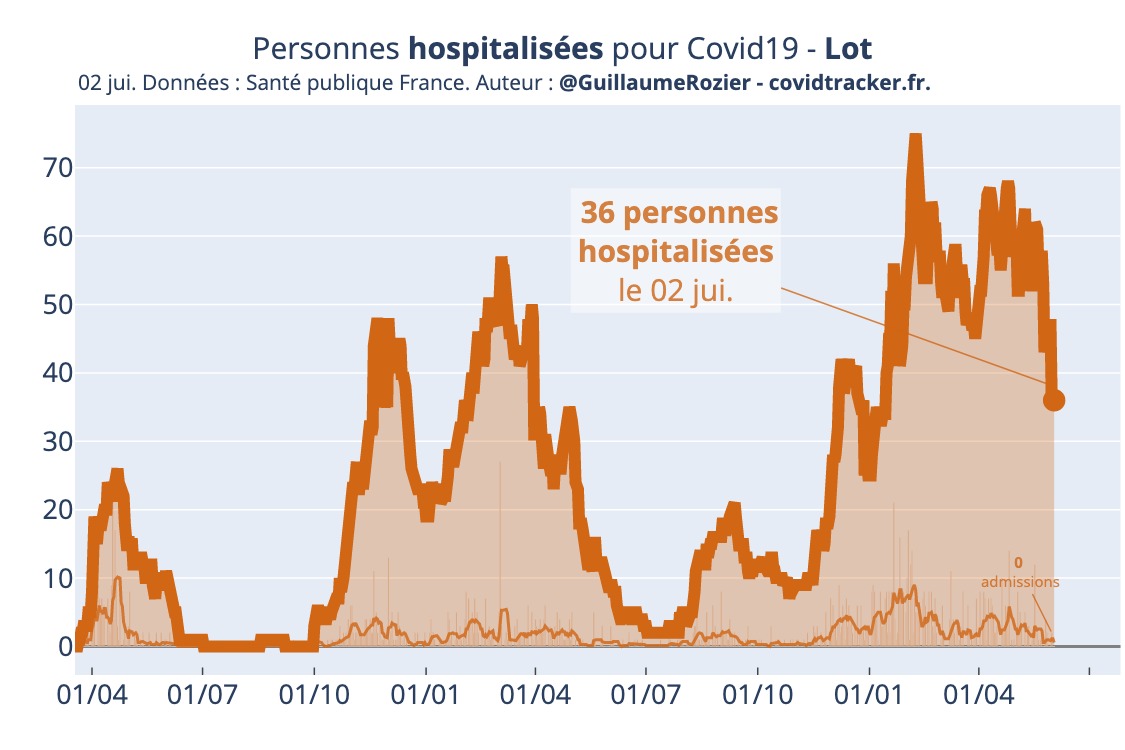 Personnes hospitalisées pour Covid19 - Lot
02 jui. Données : Santé publique France. Auteur : @GuillaumeRozier - covidtracker.fr.
70
60
50
40
30
20
10
0
36 personnes
hospitalisées
le 02 jui.
0
admissions
01/04 01/07 01/10 01/01 01/04 01/07 01/10 01/01 01/04